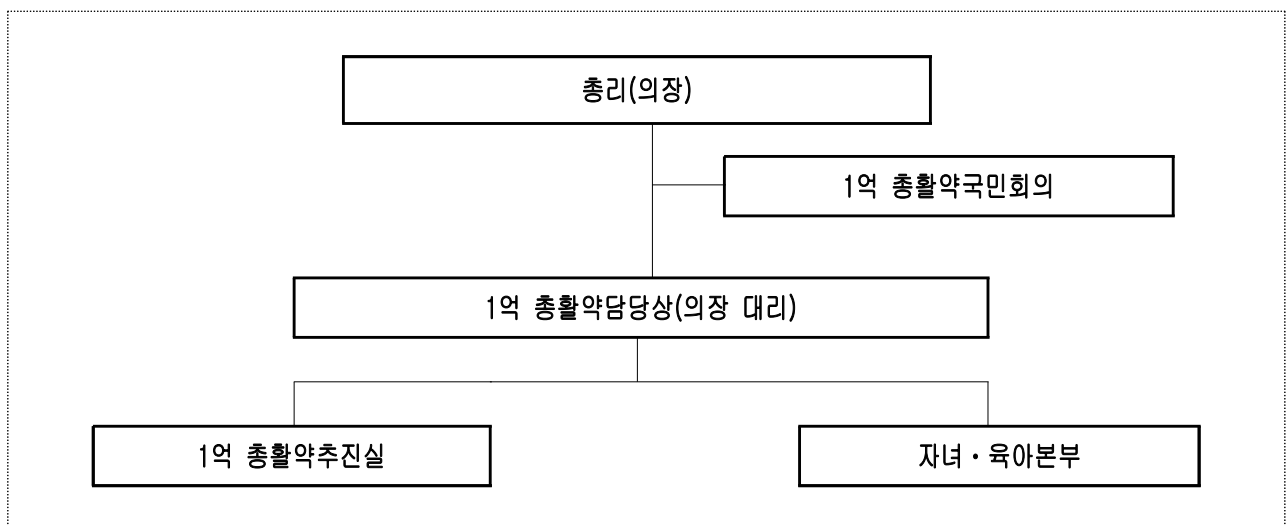 총리(의장)
1억 총활약국민회의
1억 총활약담당상(의장 대리)
1억 총활약추진실
자녀・육아본부